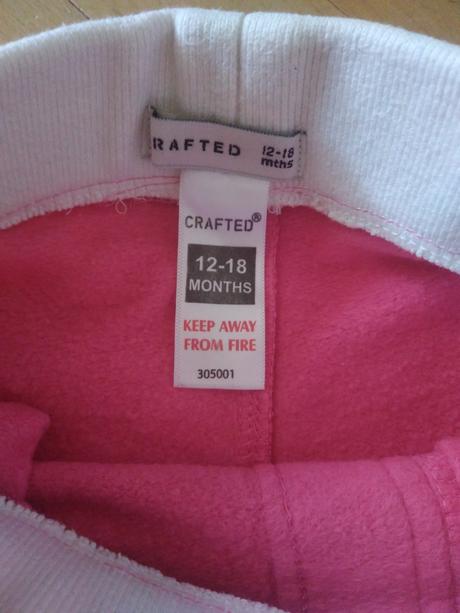 RAFTED 12-18
mths
CRAFTED®
12-18
MONTHS
KEEP AWAY
FROM FIRE
305001